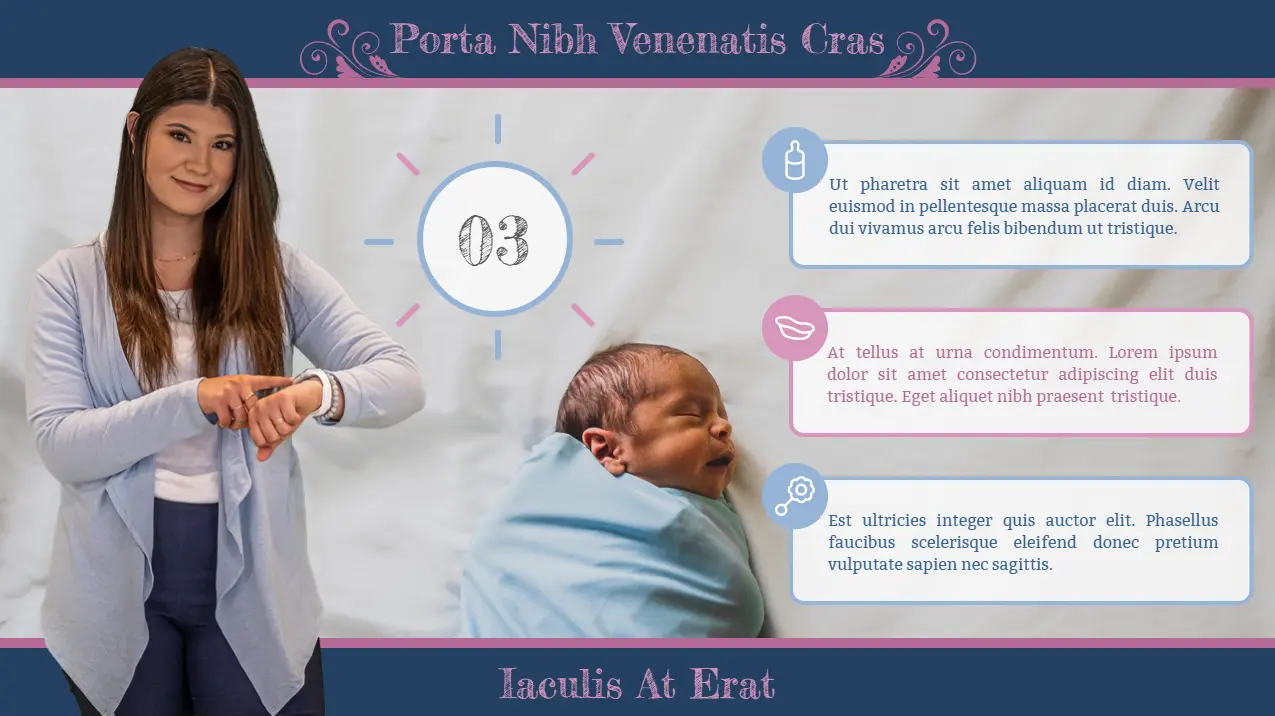 Porta Nibh Venenatis Cras
03
Ut pharetra sit amet aliquam id diam. Velit
euismod in pellentesque massa placerat duis. Arcu
dui vivamus arcu felis bibendum ut tristique.
At tellus at urna condimentum. Lorem ipsum
dolor sit amet consectetur adipiscing elit duis
tristique. Eget aliquet nibh praesent tristique.
Est ultricies integer quis auctor elit. Phasellus
faucibus scelerisque eleifend donec pretium
vulputate sapien nec sagittis.
Iaculis At Erat